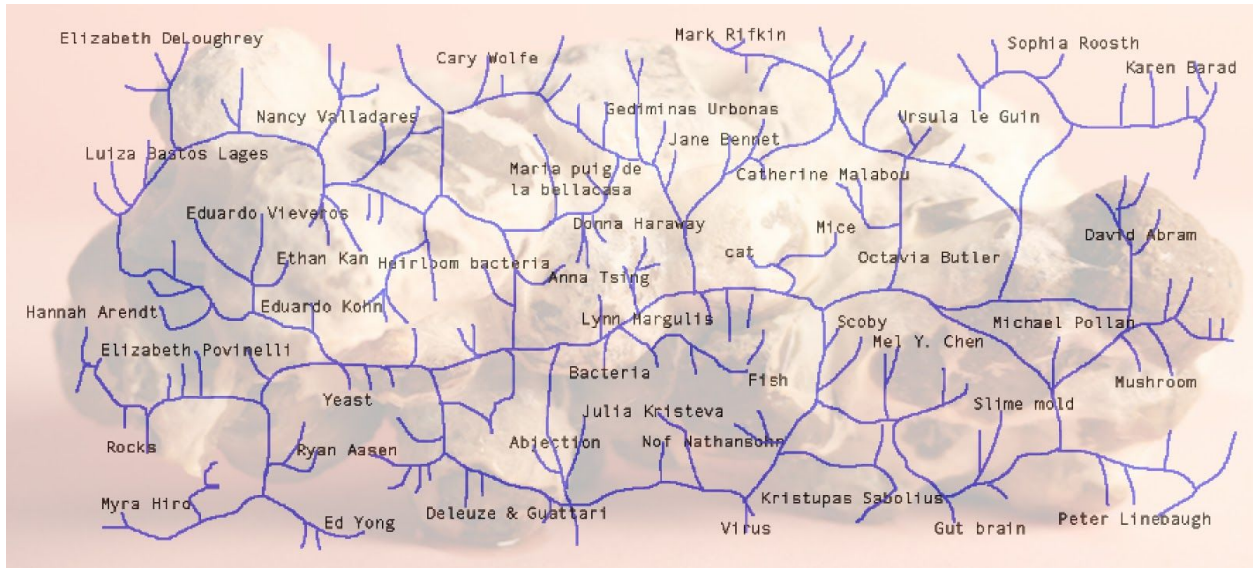 Elizabeth DeLoughrey
Cary Wolfe
Mark Rifkin
Sophia Roosth
Karen Barad
Nancy Valladares
Gediminas Urbonas
Ursula le Guin
Luiza Bastos Lages
Jane Bennet
Maria puig de
la bellacasa
Catherine Malabou
Eduardo Vieveros
Donna Haraway
Mice
David Abram
Ethan Kan
Heirloom bacteria
cat
Octavia Butler
Anna Tsing
Hannah Arendt
Eduardo Kohn
Lynn Margulis
Scoby
Michael Pollan
Elizabeth Povinelli
Mel Y. Chen
Bacteria
Fish
Mushroom
Yeast
Julia Kristeva
Slime mold
Rocks
Ryan Aasen
Abjection
Nof Nathansohn
Myra Hird
Ed Yong
Deleuze & Guattari
Kristupas Sabolius
Virus
Gut brain
Peter Linebaugh